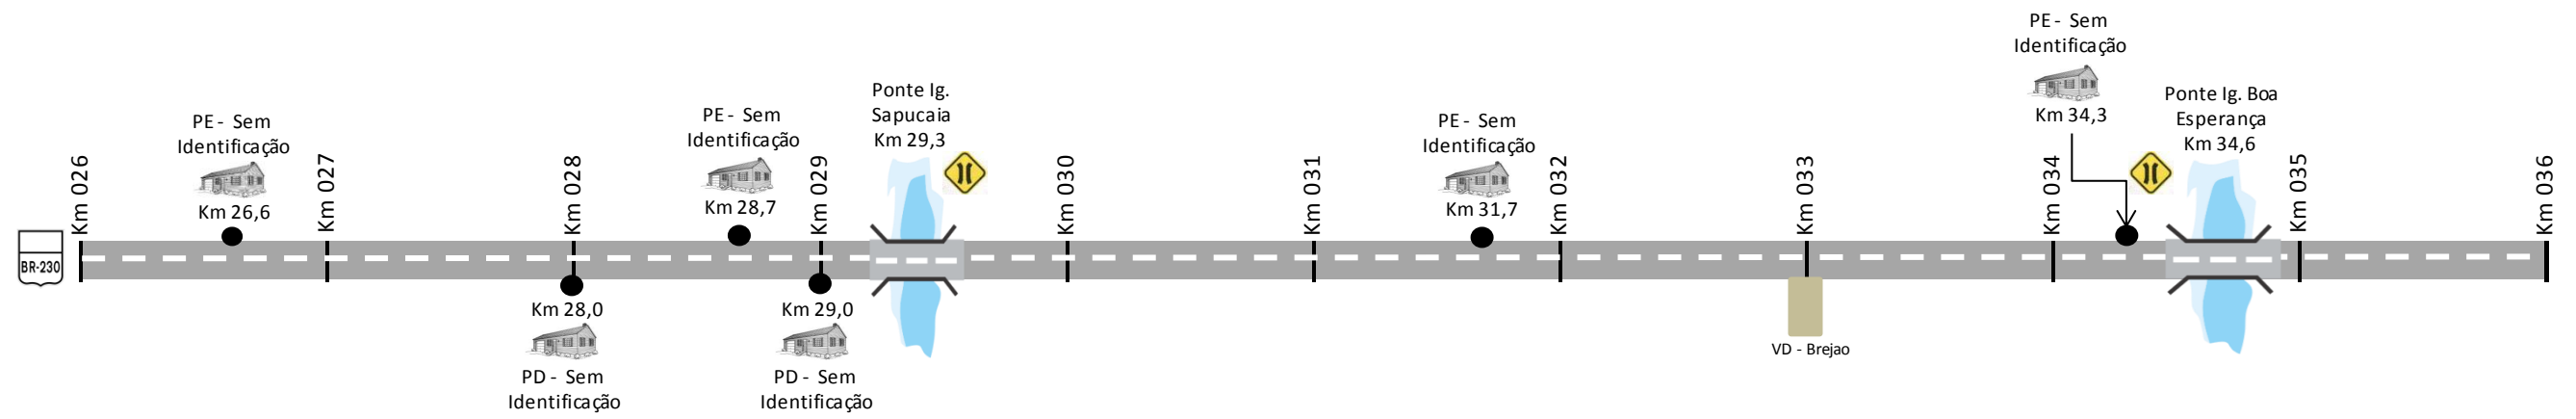 BR-230
Km 026
PE - Sem
Identificação
Km 26,6
Km 027
Km 028
Km 28,0
PD - Sem
Identificação
PE - Sem
Identificação
Km 28,7
Km 029
Km 29,0
PD - Sem
Identificação
Ponte Ig.
Sapucaia
Km 29,3
Km 030
Km 031
PE - Sem
Identificação
Km 31,7
Km 032
Km 033
VD - Brejao
Km 034
PE - Sem
Identificação
Km 34,3
Ponte Ig. Boa
Esperança
Km 34,6
Km 035
Km 036